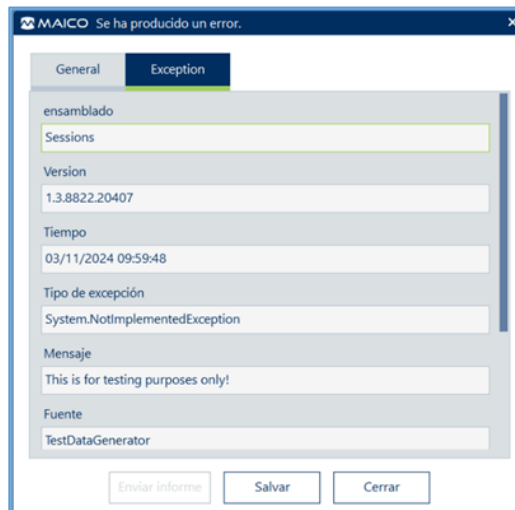 MAICO Se ha producido un error.
General Exception
ensamblado
Sessions
Version
1.3.8822.20407
Tiempo
03/11/2024 09:59:48
Tipo de excepción
System.NotImplementedException
Mensaje
This is for testing purposes only!
Fuente
TestDataGenerator
Enviar informe Salvar Cerrar